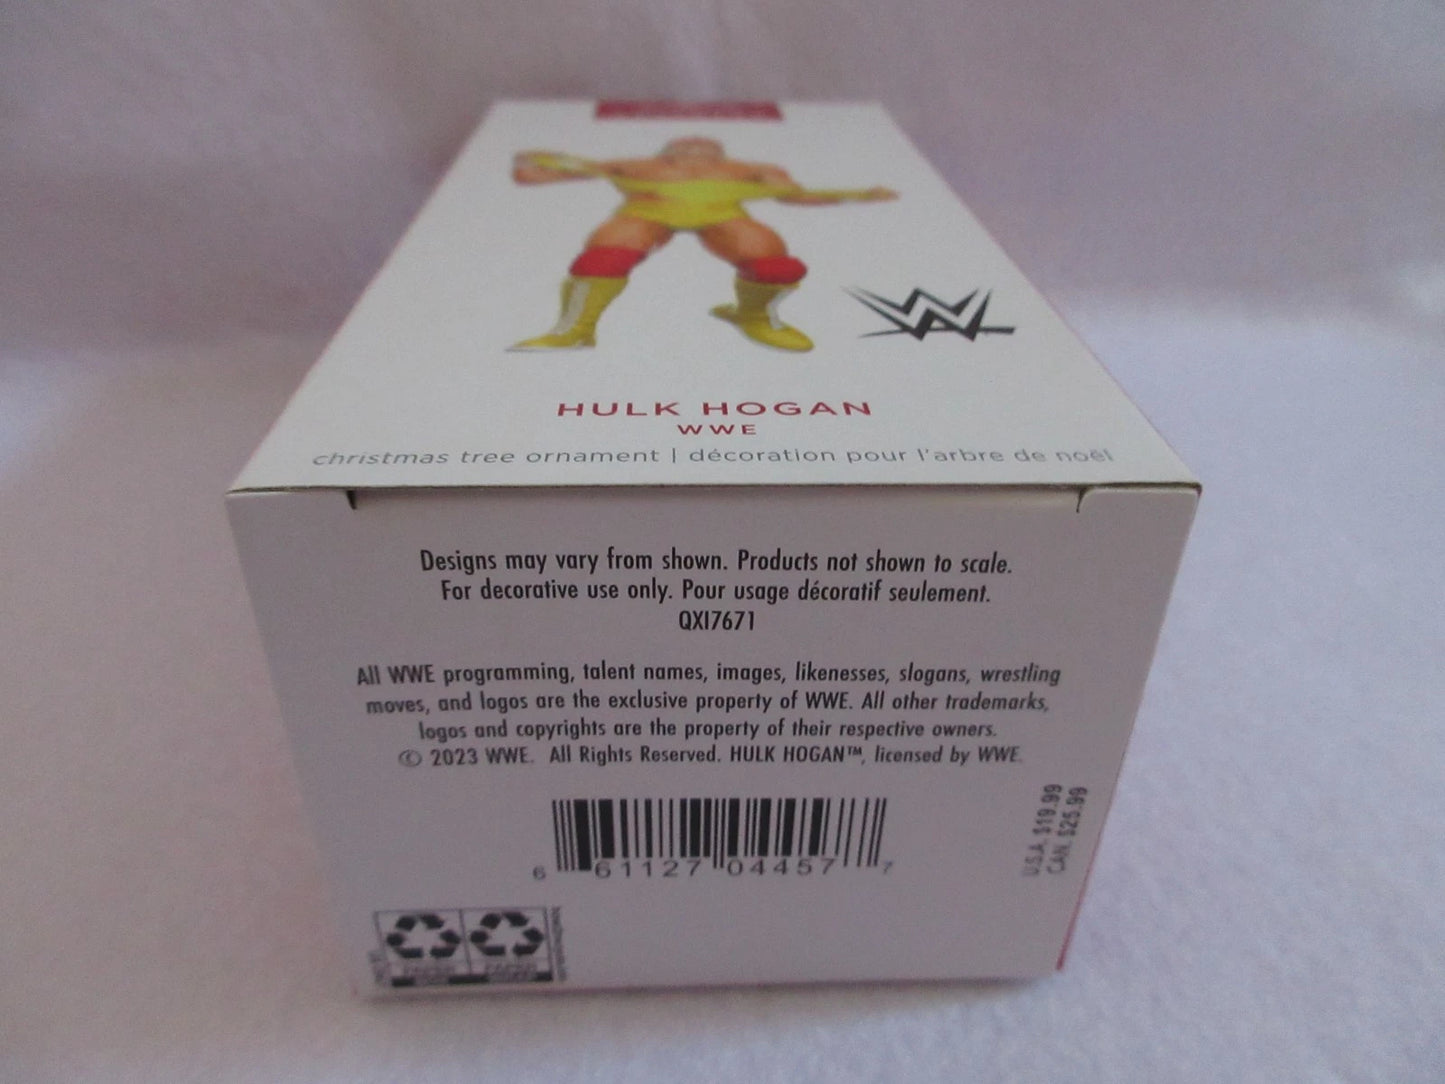 HULK HOGAN
WWE
christmas tree ornament | décoration pour l'arbre de noël
Designs may vary from shown. Products not shown to scale.
For decorative use only. Pour usage décoratif seulement.
QXI7671
All WWE programming, talent names, images, likenesses, slogans, wrestling
moves, and logos are the exclusive property of WWE. All other trademarks,
logos and copyrights are the property of their respective owners.
© 2023 WWE. All Rights Reserved. HULK HOGAN™, licensed by WWE.
U.S.A. $19.99
CAN. $25.99
6 61127 04457 7